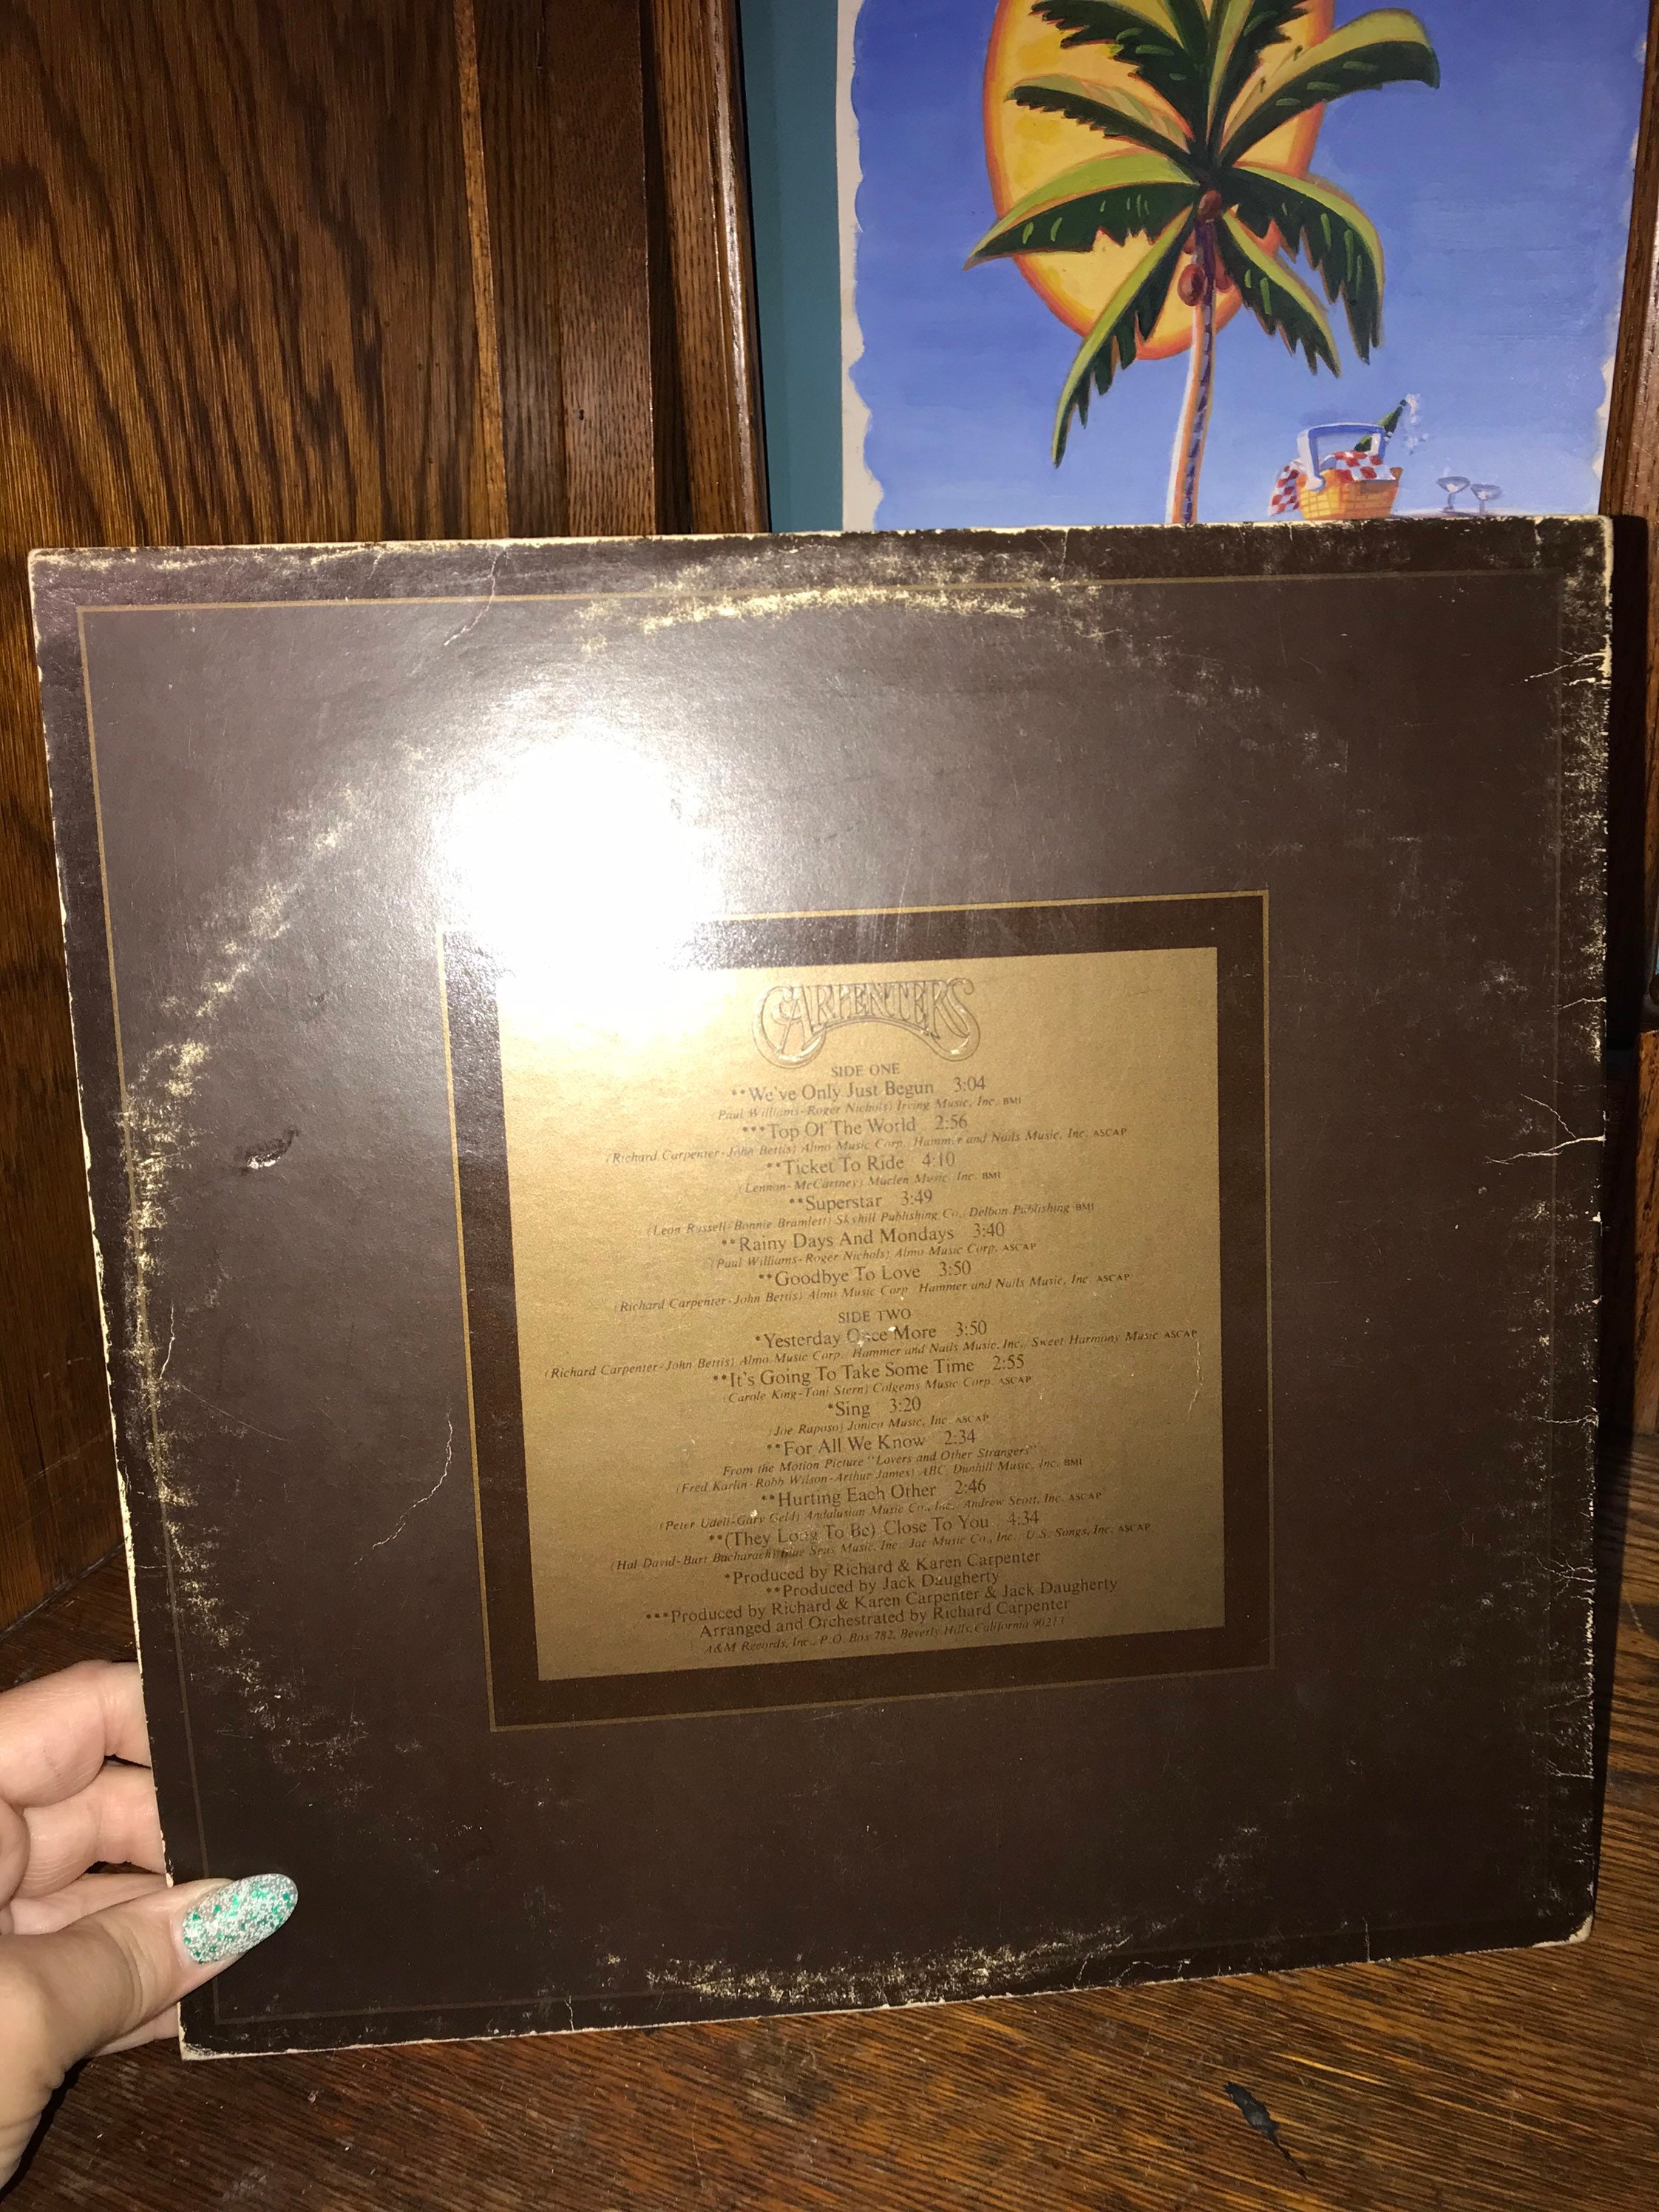 CARPENTERS
SIDE ONE
**We've Only Just Begun 3:04
(Paul Williams-Roger Nichols) Irving Music, Inc. BMI
***Top Of The World 2:56
(Richard Carpenter-John Bettis) Almo Music Corp. Hammer and Nails Music, Inc. ASCAP
**Ticket To Ride 4:10
(Lennon-McCartney) Maclen Music, Inc. BMI
**Superstar 3:49
(Leon Russell-Bonnie Bramlett) Skyhill Publishing Co., Delbon Publishing BMI
**Rainy Days And Mondays 3:40
(Paul Williams-Roger Nichols) Almo Music Corp. ASCAP
**Goodbye To Love 3:50
(Richard Carpenter-John Bettis) Almo Music Corp. Hammer and Nails Music, Inc. ASCAP
SIDE TWO
*Yesterday Once More 3:50
(Richard Carpenter-John Bettis) Almo Music Corp. Hammer and Nails Music, Inc., Sweet Harmony Music ASCAP
**It's Going To Take Some Time 2:55
(Carole King-Toni Stern) Colgems Music Corp. ASCAP
*Sing 3:20
(Joe Raposo) Jonico Music, Inc. ASCAP
**For All We Know 2:34
From the Motion Picture "Lovers and Other Strangers"
(Fred Karlin-Robb Wilson-Arthur James) ABC Dunhill Music, Inc. BMI
**Hurting Each Other 2:46
(Peter Udell-Gary Geld) Andalusian Music Co., Inc. Andrew Scott, Inc. ASCAP
**(They Long To Be) Close To You 4:34
(Hal David-Burt Bacharach) Blue Seas Music, Inc. Jac Music Co., Inc. U.S. Songs, Inc. ASCAP
*Produced by Richard & Karen Carpenter
**Produced by Jack Daugherty
***Produced by Richard & Karen Carpenter & Jack Daugherty
Arranged and Orchestrated by Richard Carpenter
A&M Records, Inc., P.O. Box 782, Beverly Hills, California 90213